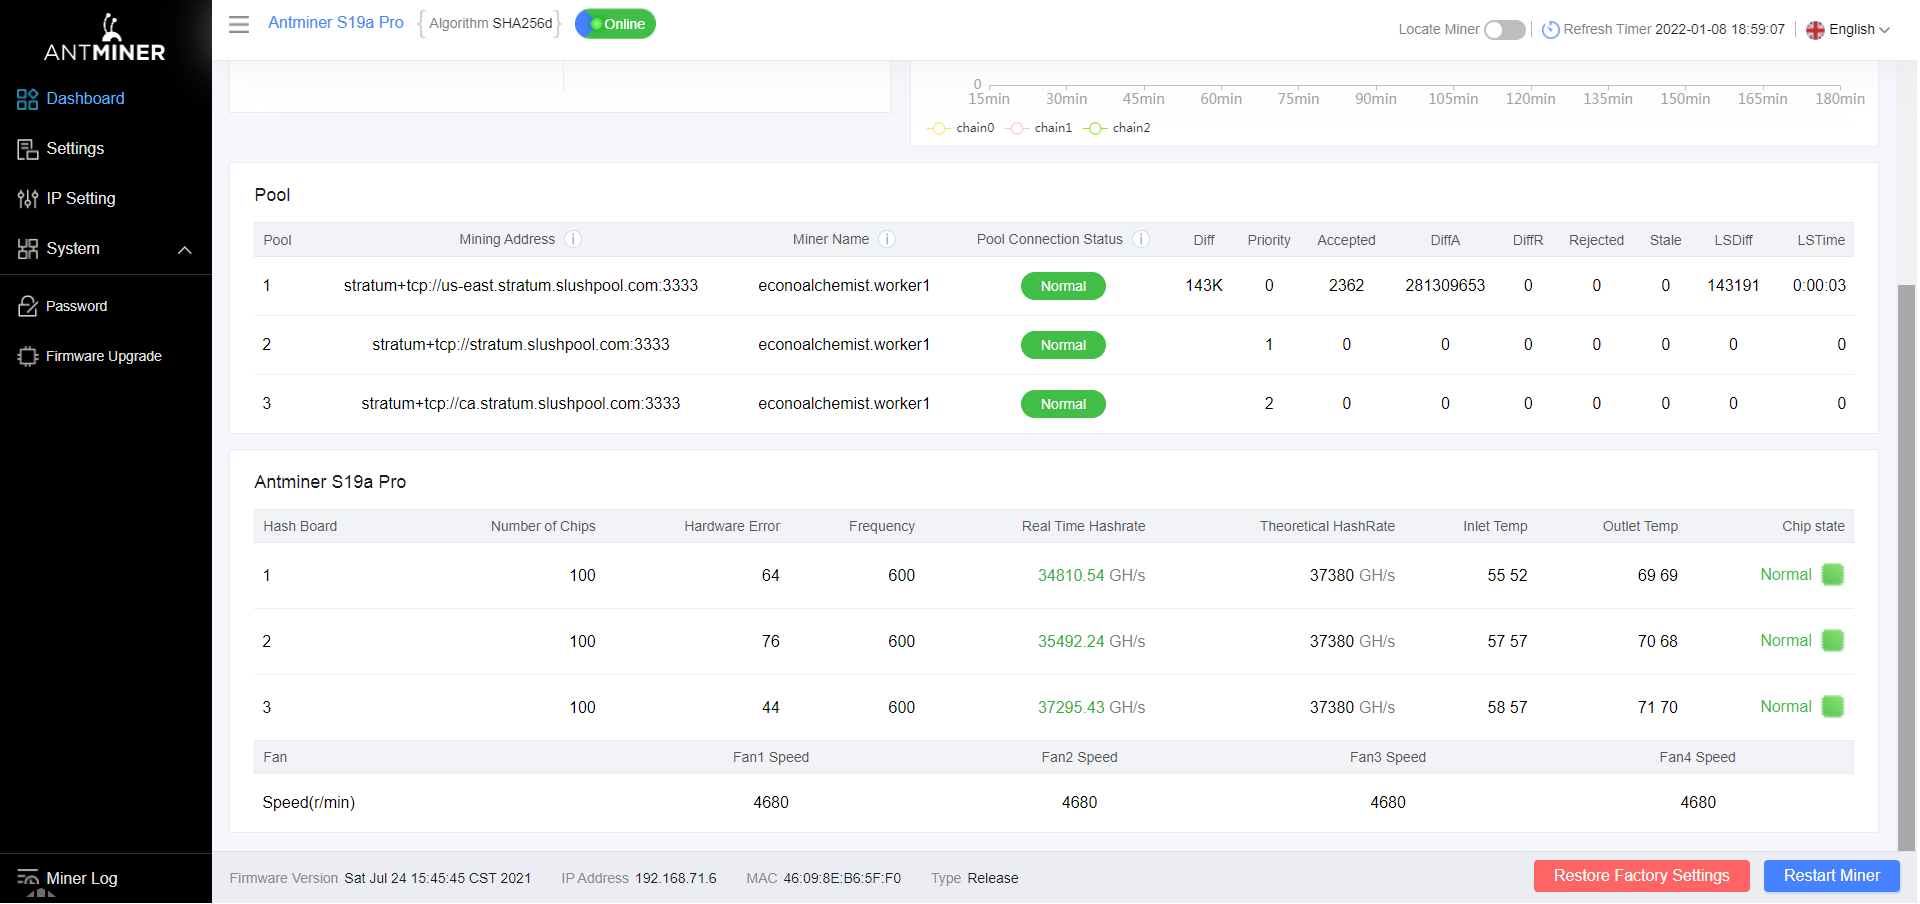 ANTMINER
Antminer S19a Pro
Algorithm SHA256d
Online
Locate Miner
Refresh Timer 2022-01-08 18:59:07
English
Dashboard
Settings
IP Setting
System
Password
Firmware Upgrade
Miner Log
0
15min 30min 45min 60min 75min 90min 105min 120min 135min 150min 165min 180min
chain0 chain1 chain2
Pool
Pool Mining Address i Miner Name i Pool Connection Status i Diff Priority Accepted DiffA DiffR Rejected Stale LSDiff LSTime
1 stratum+tcp://us-east.stratum.slushpool.com:3333 econoalchemist.worker1 Normal 143K 0 2362 281309653 0 0 0 143191 0:00:03
2 stratum+tcp://stratum.slushpool.com:3333 econoalchemist.worker1 Normal 1 0 0 0 0 0 0 0
3 stratum+tcp://ca.stratum.slushpool.com:3333 econoalchemist.worker1 Normal 2 0 0 0 0 0 0 0
Antminer S19a Pro
Hash Board Number of Chips Hardware Error Frequency Real Time Hashrate Theoretical HashRate Inlet Temp Outlet Temp Chip state
1 100 64 600 34810.54 GH/s 37380 GH/s 55 52 69 69 Normal
2 100 76 600 35492.24 GH/s 37380 GH/s 57 57 70 68 Normal
3 100 44 600 37295.43 GH/s 37380 GH/s 58 57 71 70 Normal
Fan Fan1 Speed Fan2 Speed Fan3 Speed Fan4 Speed
Speed(r/min) 4680 4680 4680 4680
Firmware Version Sat Jul 24 15:45:45 CST 2021 IP Address 192.168.71.6 MAC 46:09:8E:B6:5F:F0 Type Release
Restore Factory Settings
Restart Miner